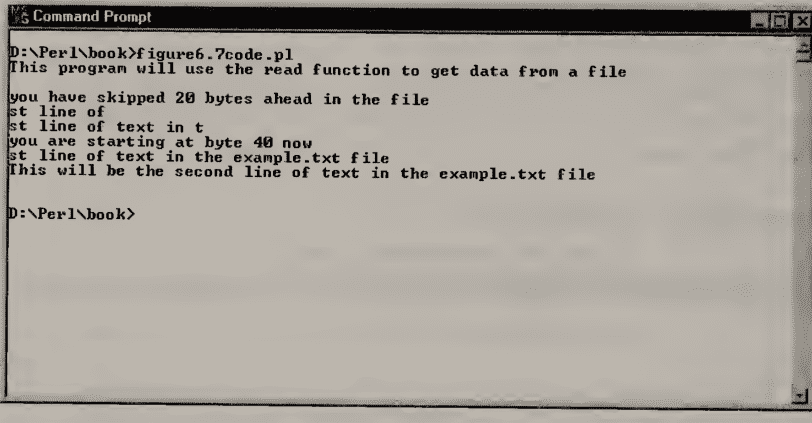 Command Prompt
D:\Perl\book>figure6.7code.pl
This program will use the read function to get data from a file
you have skipped 20 bytes ahead in the file
st line of
st line of text in t
you are starting at byte 40 now
st line of text in the example.txt file
This will be the second line of text in the example.txt file
D:\Perl\book>